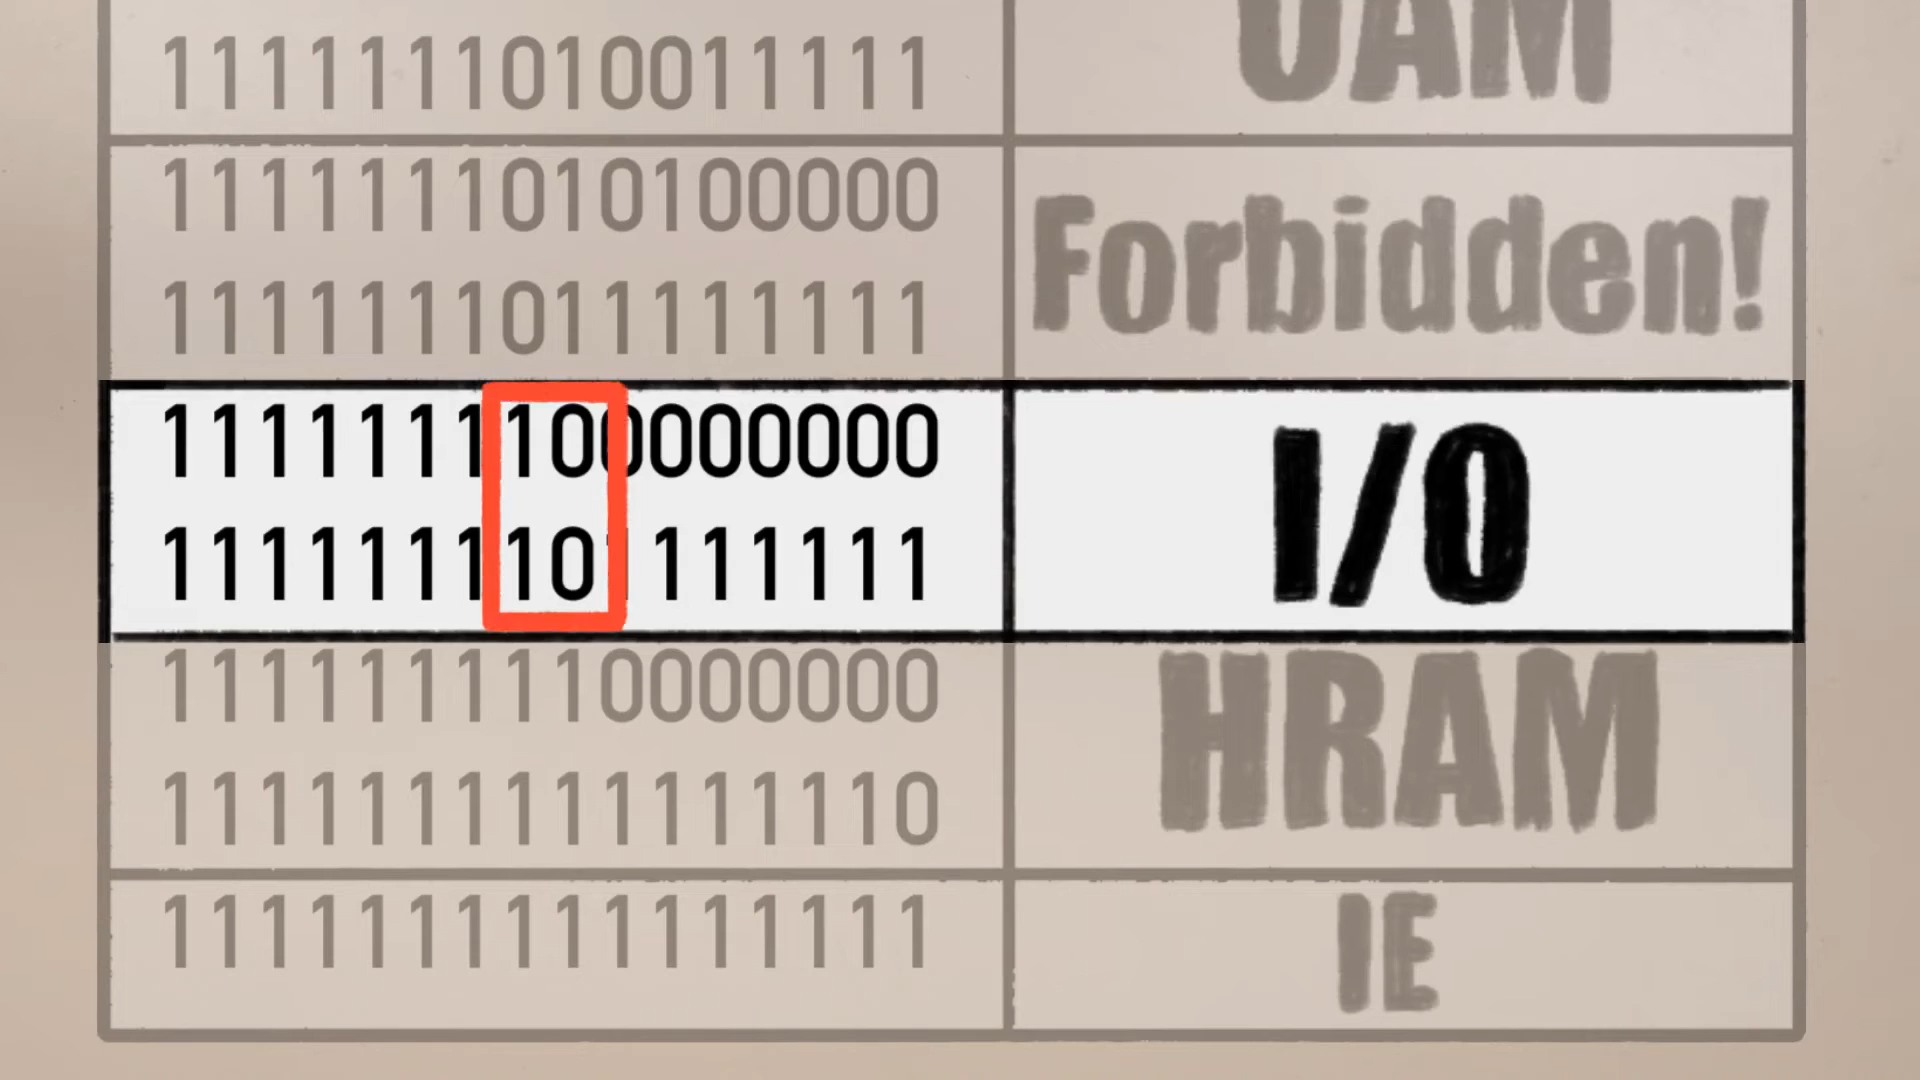 1111111010011111
OAM
1111111010100000
1111111011111111
Forbidden!
1111111100000000
1111111101111111
I/O
1111111110000000
1111111111111110
HRAM
1111111111111111
IE